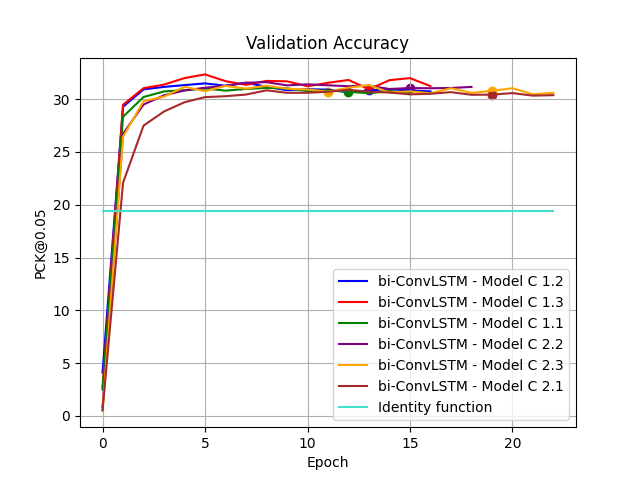 Validation Accuracy
PCK@0.05
30
25
20
15
10
5
0
bi-ConvLSTM - Model C 1.2
bi-ConvLSTM - Model C 1.3
bi-ConvLSTM - Model C 1.1
bi-ConvLSTM - Model C 2.2
bi-ConvLSTM - Model C 2.3
bi-ConvLSTM - Model C 2.1
Identity function
0 5 10 15 20
Epoch